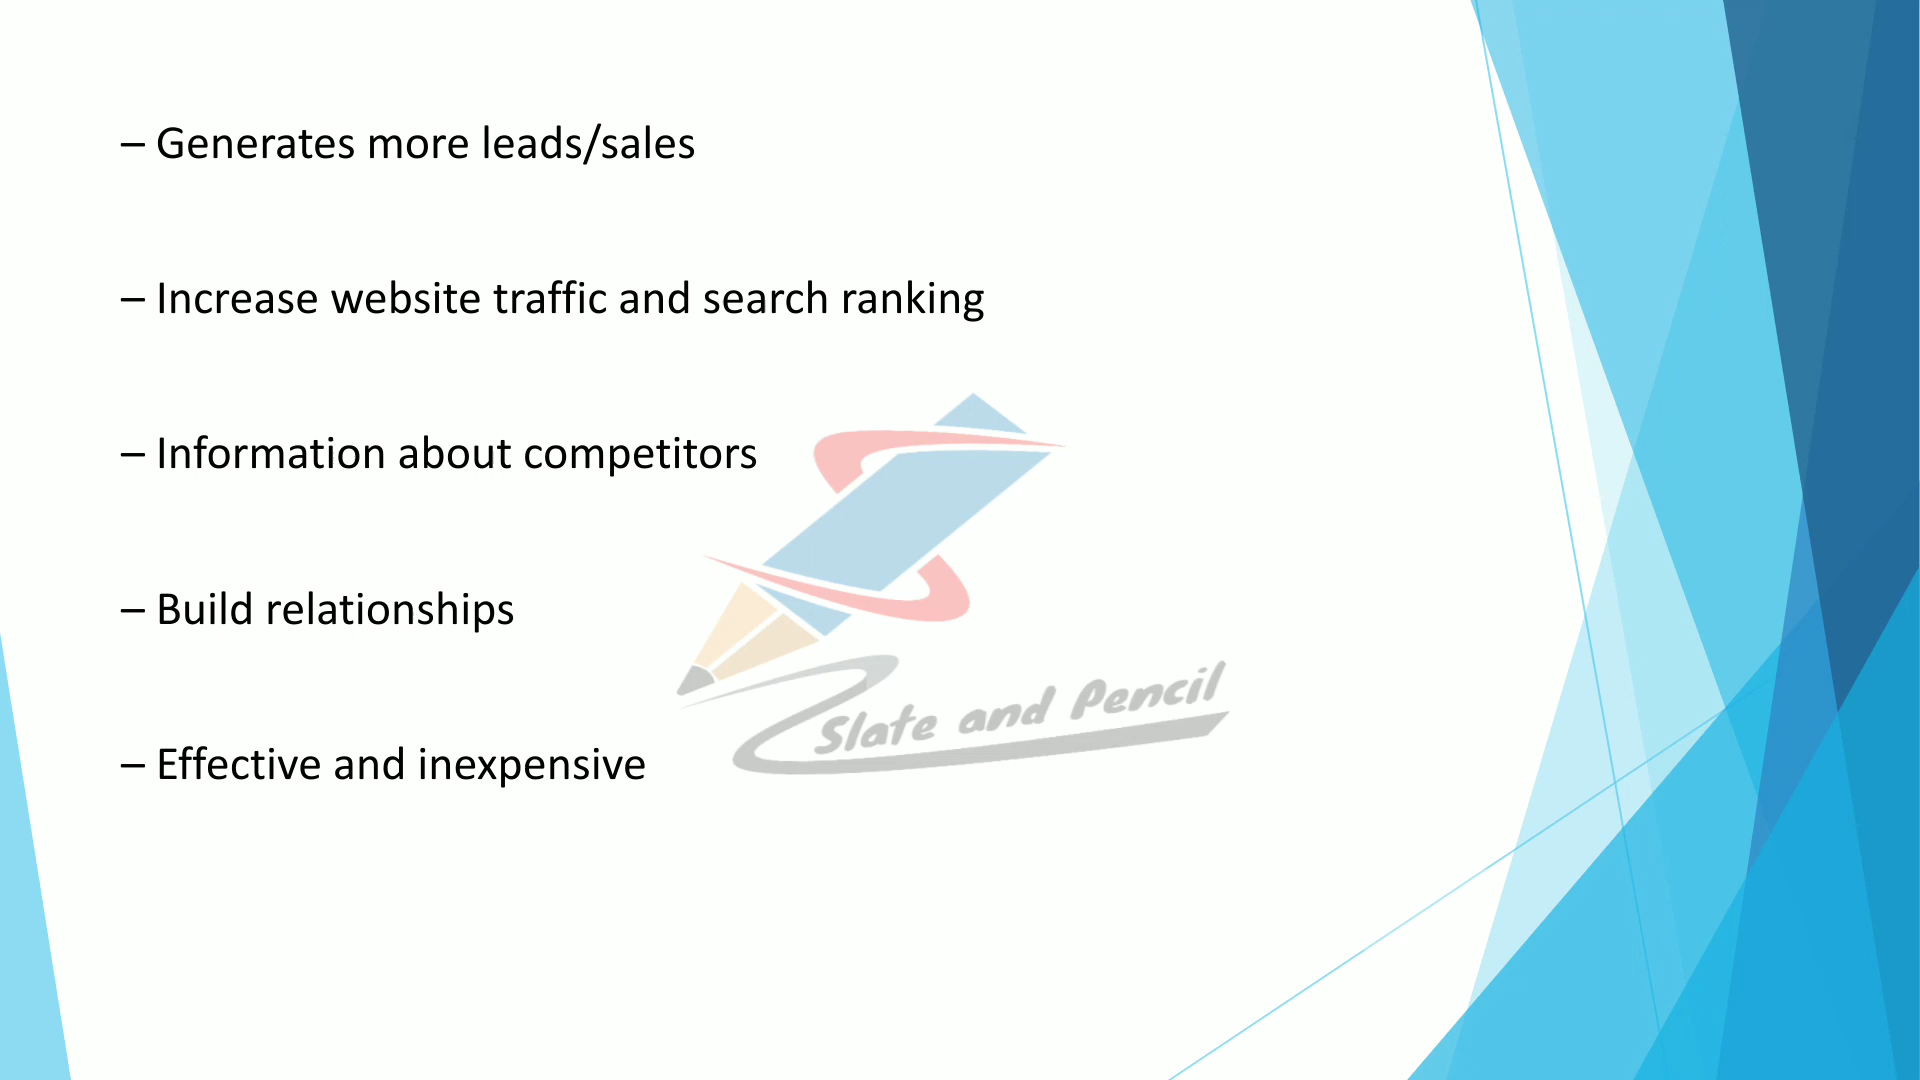 – Generates more leads/sales
– Increase website traffic and search ranking
– Information about competitors
– Build relationships
– Effective and inexpensive
Slate and Pencil